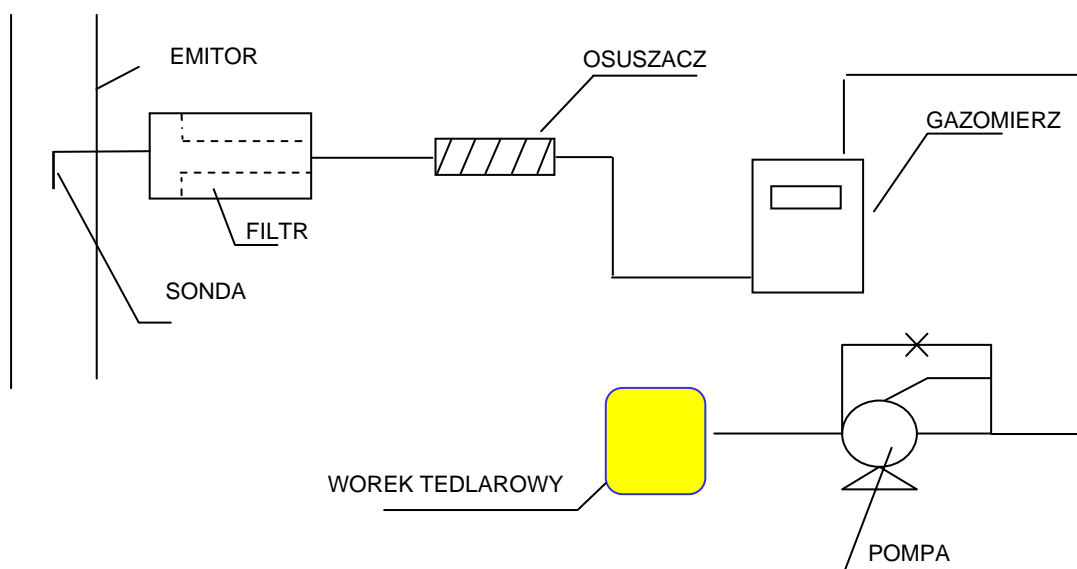 EMITOR
OSUSZACZ
GAZOMIERZ
FILTR
SONDA
WOREK TEDLAROWY
POMPA